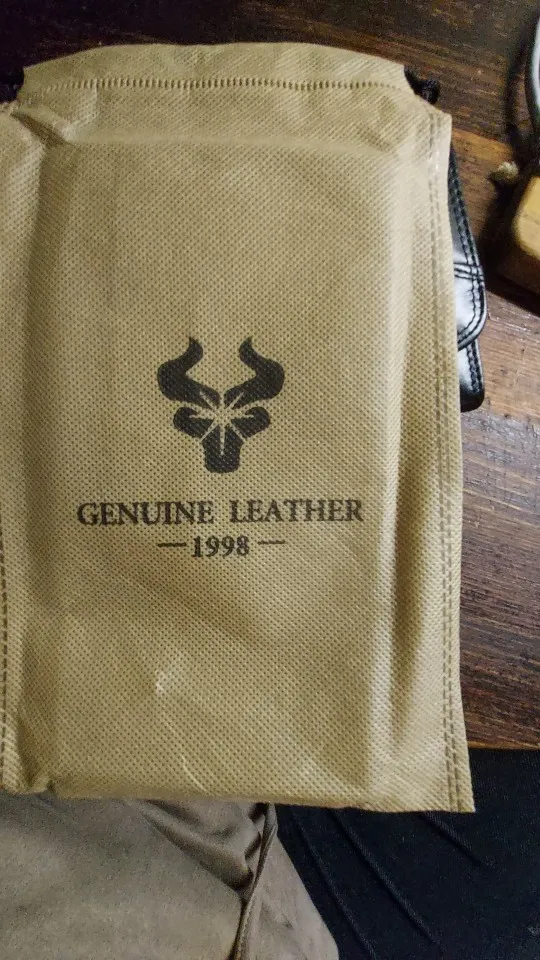 GENUINE LEATHER
— 1998 —